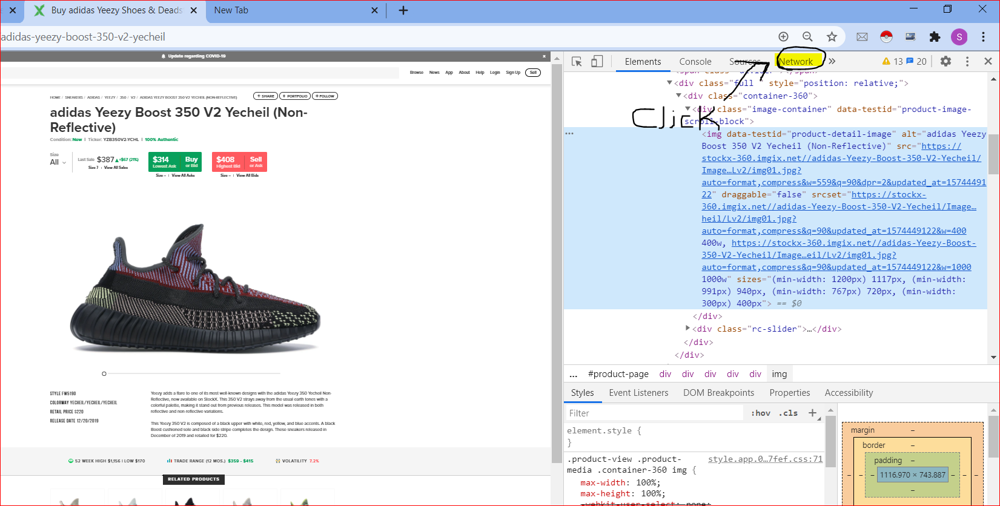 Buy adidas Yeezy Shoes & Deads
New Tab
adidas-yeezy-boost-350-v2-yecheil
S
Update regarding COVID-19
Browse News App About Help Login Sign Up Sell
HOME / SNEAKERS / ADIDAS / YEEZY / 350 / V2 / ADIDAS YEEZY BOOST 350 V2 YECHEIL (NON-REFLECTIVE)
SHARE + PORTFOLIO + FOLLOW
adidas Yeezy Boost 350 V2 Yecheil (Non-
Reflective)
Condition: New | Ticker: YZB350V2-YCHL | 100% Authentic
Size
All
Last Sale $387 ▲+$67 (21%)
Size 7 | View All Sales
$314 Buy
Lowest Ask or Bid
Size – | View All Asks
$408 Sell
Highest Bid or Ask
Size – | View All Bids
STYLE FW5190
COLORWAY YECHEIL/YECHEIL/YECHEIL
RETAIL PRICE $220
RELEASE DATE 12/20/2019
Yeezy adds a flare to one of its most well-known designs with the adidas Yeezy 350 Yecheil Non-
Reflective, now available on StockX. This 350 V2 strays away from the usual earth tones with a
colorful palette, making it stand out from previous releases. This model was released in both
reflective and non-reflective variations.
This Yeezy 350 V2 is composed of a black upper with white, red, yellow, and blue accents. A black
Boost cushioned sole and black side stripe completes the design. These sneakers released in
December of 2019 and retailed for $220.
52 WEEK HIGH $1,156 | LOW $170
TRADE RANGE (12 MOS.) $359 - $415
VOLATILITY 7.2%
RELATED PRODUCTS
Elements Console Sources Network » 13 20
<span class="divider"></span>
<div class="full " style="position: relative;">
<div class="container-360">
<div class="image-container" data-testid="product-image-
scroll-block">
Click
<img data-testid="product-detail-image" alt="adidas Yeezy
Boost 350 V2 Yecheil (Non-Reflective)" src="https://
stockx-360.imgix.net//adidas-Yeezy-Boost-350-V2-Yecheil/
Image…Lv2/img01.jpg?
auto=format,compress&w=559&q=90&dpr=2&updated_at=15744491
22" draggable="false" srcset="https://stockx-
360.imgix.net//adidas-Yeezy-Boost-350-V2-Yecheil/Image…
heil/Lv2/img01.jpg?
auto=format,compress&q=90&updated_at=1574449122&w=400
400w, https://stockx-360.imgix.net//adidas-Yeezy-Boost-
350-V2-Yecheil/Image…eil/Lv2/img01.jpg?
auto=format,compress&q=90&updated_at=1574449122&w=1000
1000w" sizes="(min-width: 1200px) 1117px, (min-width:
991px) 940px, (min-width: 767px) 720px, (min-width:
300px) 400px"> == $0
</div>
<div class="rc-slider">…</div>
</div>
</div>
... #product-page div div div div div img
Styles Event Listeners DOM Breakpoints Properties Accessibility
Filter :hov .cls +
element.style {
}
.product-view .product- style.app.0…7fef.css:71
media .container-360 img {
max-width: 100%;
max-height: 100%;
-webkit-user-select: none;
margin –
border –
padding –
– – – 1116.970 × 743.887 – – –
–